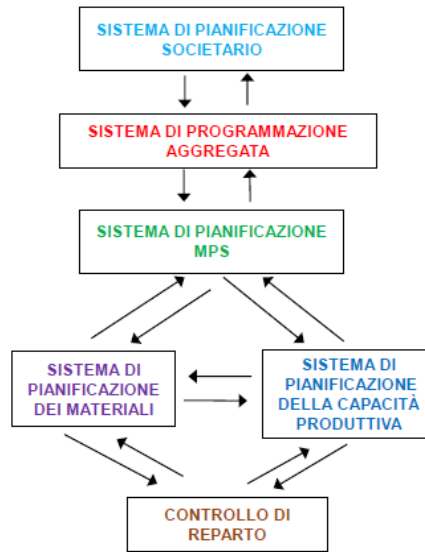 SISTEMA DI PIANIFICAZIONE
SOCIETARIO
SISTEMA DI PROGRAMMAZIONE
AGGREGATA
SISTEMA DI PIANIFICAZIONE
MPS
SISTEMA DI
PIANIFICAZIONE
DEI MATERIALI
SISTEMA DI
PIANIFICAZIONE
DELLA CAPACITÀ
PRODUTTIVA
CONTROLLO DI
REPARTO